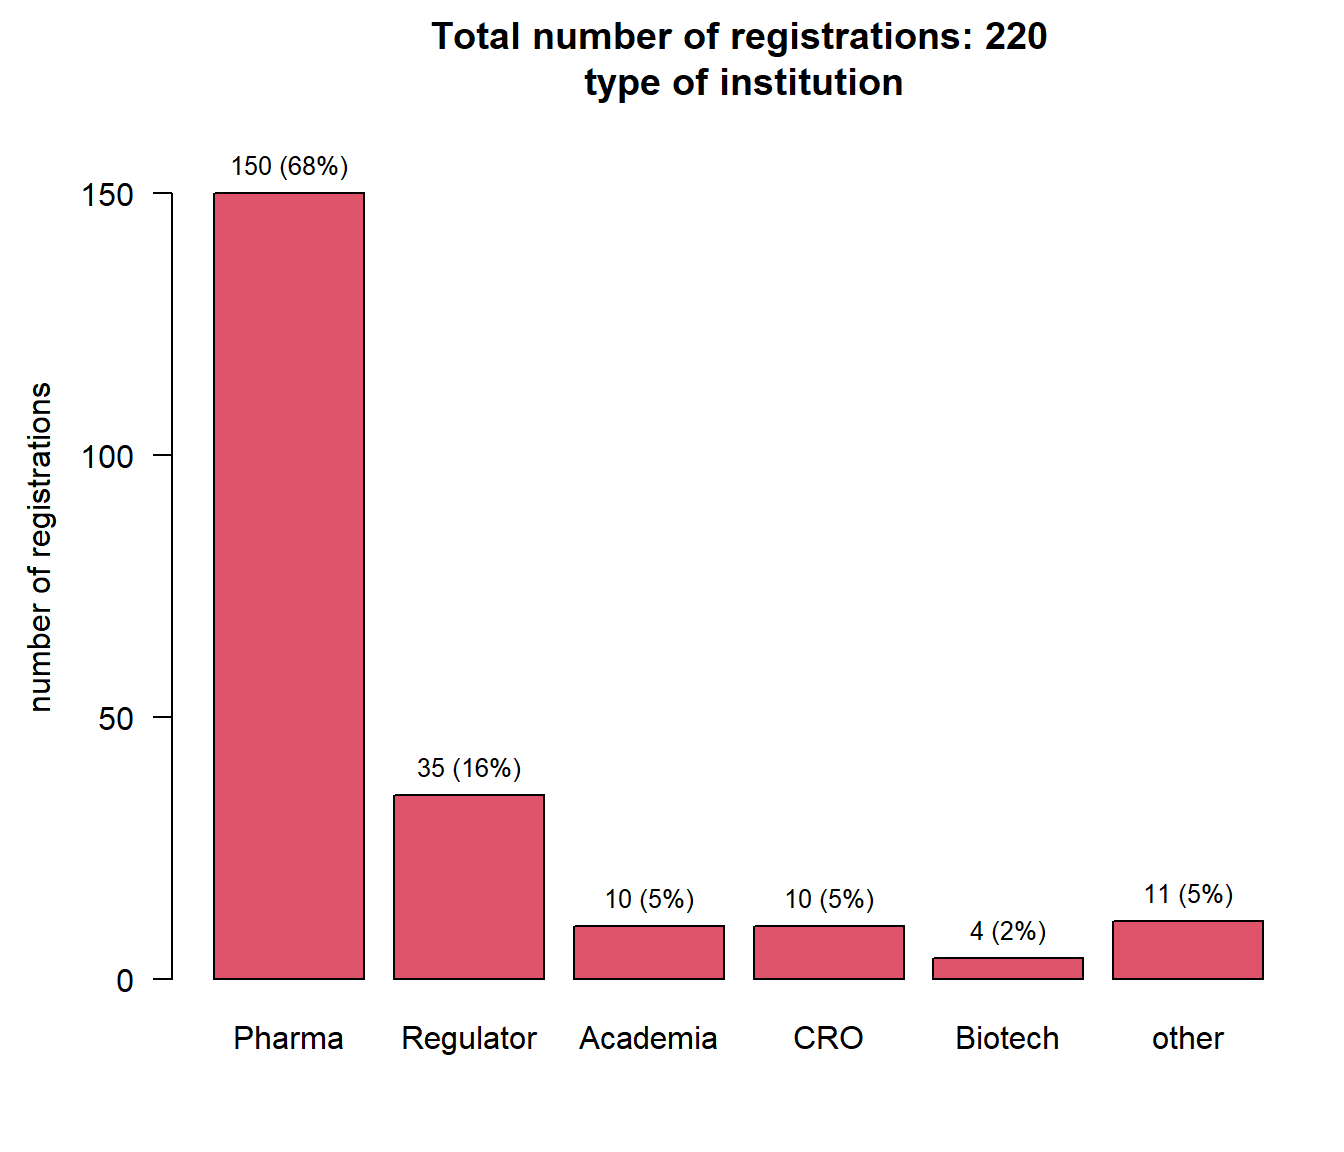 Total number of registrations: 220
type of institution
number of registrations
150
100
50
0
150 (68%)
35 (16%)
10 (5%)
10 (5%)
4 (2%)
11 (5%)
Pharma
Regulator
Academia
CRO
Biotech
other